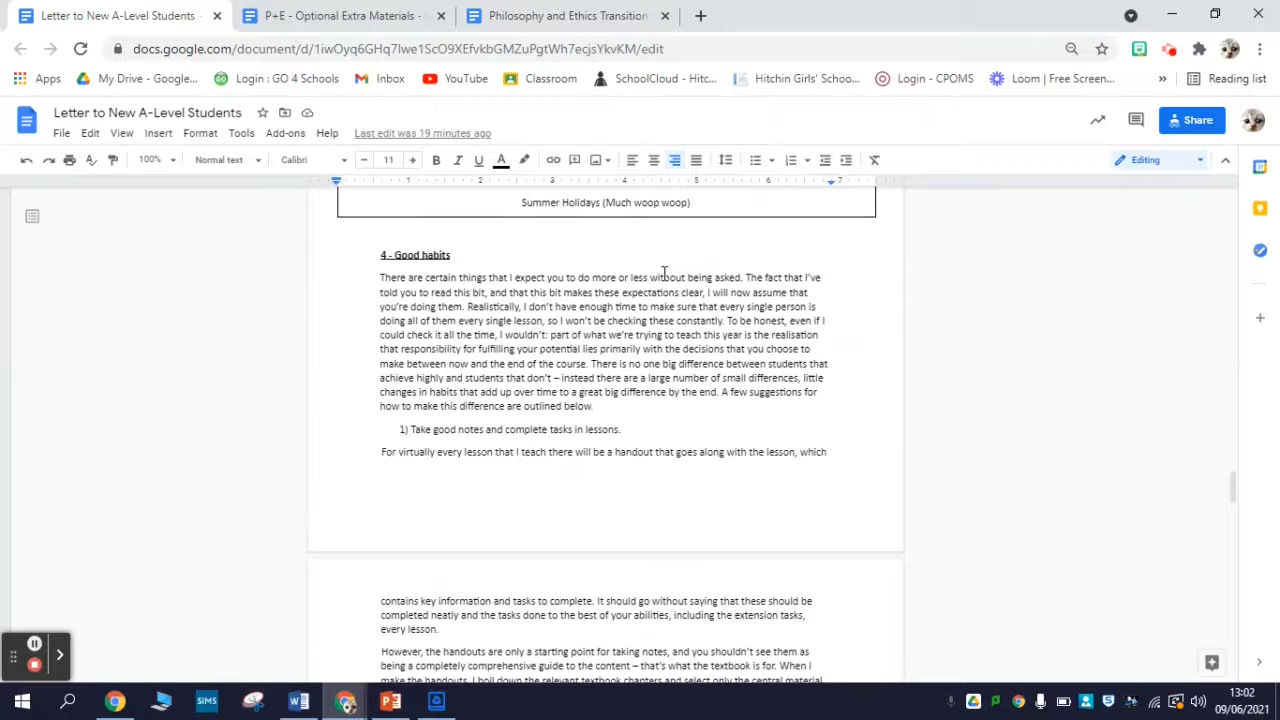 Letter to New A-Level Students -
P+E - Optional Extra Materials -
Philosophy and Ethics Transition
docs.google.com/document/d/1iwOyq6GHq7Iwe1ScO9XEfvkbGMZuPgtWh7ecjsYkvKM/edit
Apps
My Drive - Google...
Login : GO 4 Schools
Inbox
YouTube
Classroom
SchoolCloud - Hitc...
Hitchin Girls' Scho...
Login - CPOMS
Loom | Free Screen...
»
Reading list
Letter to New A-Level Students
Share
File Edit View Insert Format Tools Add-ons Help Last edit was 19 minutes ago
100% Normal text Calibri − 11 + B I U A Editing
1 2 3 4 5 6 7
Summer Holidays (Much woop woop)
4 - Good habits
There are certain things that I expect you to do more or less without being asked. The fact that I've
told you to read this bit, and that this bit makes these expectations clear, I will now assume that
you're doing them. Realistically, I don't have enough time to make sure that every single person is
doing all of them every single lesson, so I won't be checking these constantly. To be honest, even if I
could check it all the time, I wouldn't: part of what we're trying to teach this year is the realisation
that responsibility for fulfilling your potential lies primarily with the decisions that you choose to
make between now and the end of the course. There is no one big difference between students that
achieve highly and students that don't – instead there are a large number of small differences, little
changes in habits that add up over time to a great big difference by the end. A few suggestions for
how to make this difference are outlined below.
1) Take good notes and complete tasks in lessons.
For virtually every lesson that I teach there will be a handout that goes along with the lesson, which
contains key information and tasks to complete. It should go without saying that these should be
completed neatly and the tasks done to the best of your abilities, including the extension tasks,
every lesson.
However, the handouts are only a starting point for taking notes, and you shouldn't see them as
being a completely comprehensive guide to the content – that's what the textbook is for. When I
make the handouts, I boil down the relevant textbook chapters and select only the central material
SIMS
13:02
09/06/2021